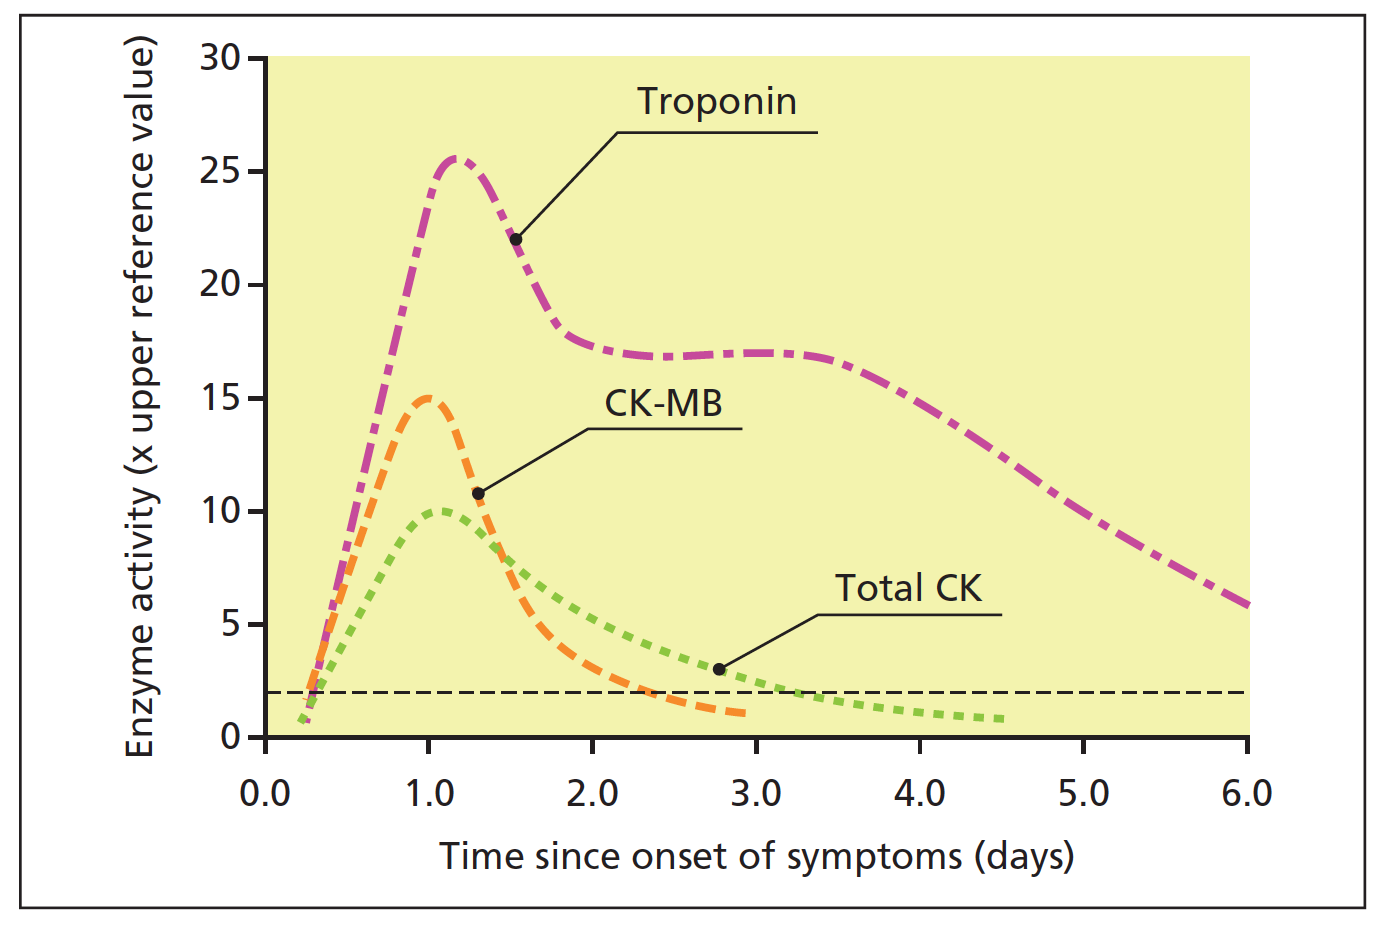 Enzyme activity (x upper reference value)
30
25
20
15
10
5
0
Troponin
CK-MB
Total CK
0.0 1.0 2.0 3.0 4.0 5.0 6.0
Time since onset of symptoms (days)